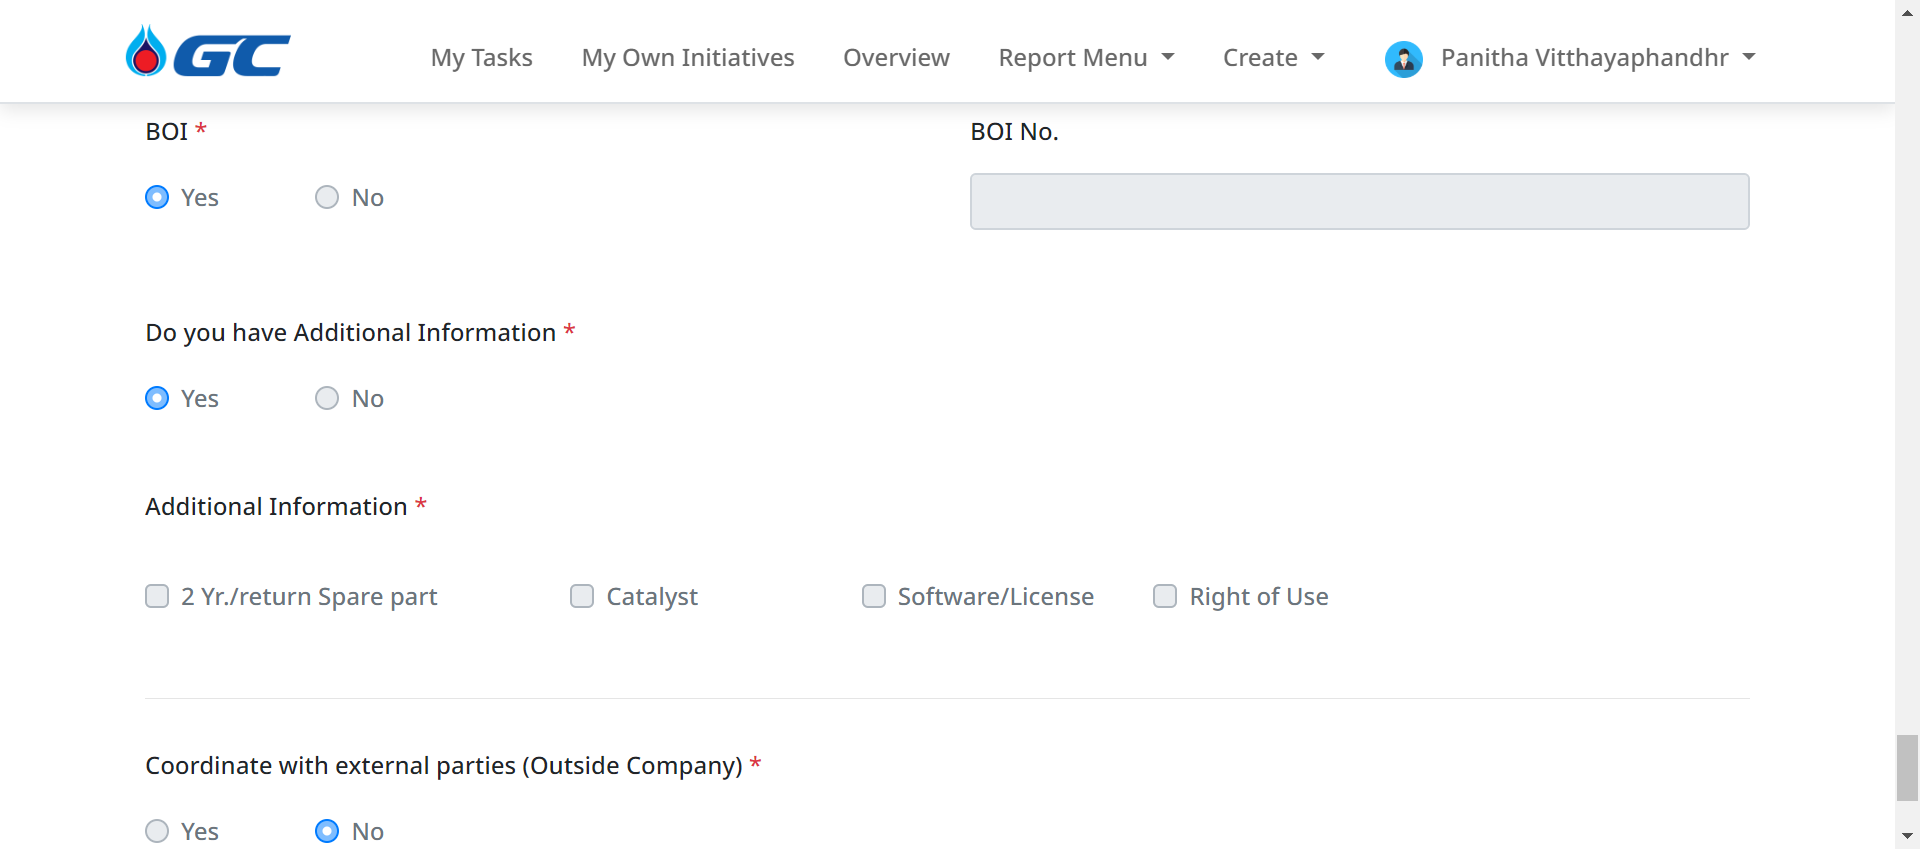 GC My Tasks My Own Initiatives Overview Report Menu Create Panitha Vitthayaphandhr
BOI * BOI No.
Yes No
Do you have Additional Information *
Yes No
Additional Information *
2 Yr./return Spare part Catalyst Software/License Right of Use
Coordinate with external parties (Outside Company) *
Yes No